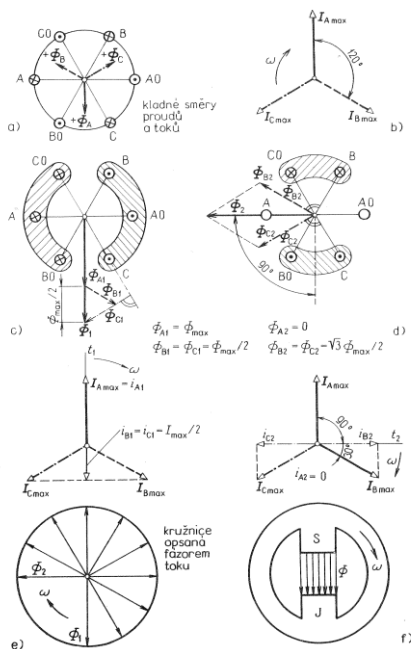 C0
B
A
A0
B0
C
+Φ_B
+Φ_C
+Φ_A
a)
kladné směry
proudů
a toků
I_A max
ω
120°
I_C max
I_B max
b)
C0
B
A
A0
B0
C
Φ_max/2
Φ_A1
Φ_B1
Φ_C1
Φ_1
c)
C0
B
A
A0
B0
C
Φ_B2
Φ_B2
Φ_2
Φ_C2
Φ_C2
90°
d)
Φ_A1 = Φ_max
Φ_A2 = 0
Φ_B1 = Φ_C1 = Φ_max/2
Φ_B2 = Φ_C2 = √3 Φ_max/2
t_1
ω
I_A max = i_A1
i_B1 = i_C1 = I_max/2
I_C max
I_B max
I_A max
90°
30°
i_C2
i_B2
t_2
ω
i_A2 = 0
I_C max
I_B max
Φ_2
ω
Φ_1
kružnice
opsaná
fázorem
toku
e)
S
Φ
ω
J
f)